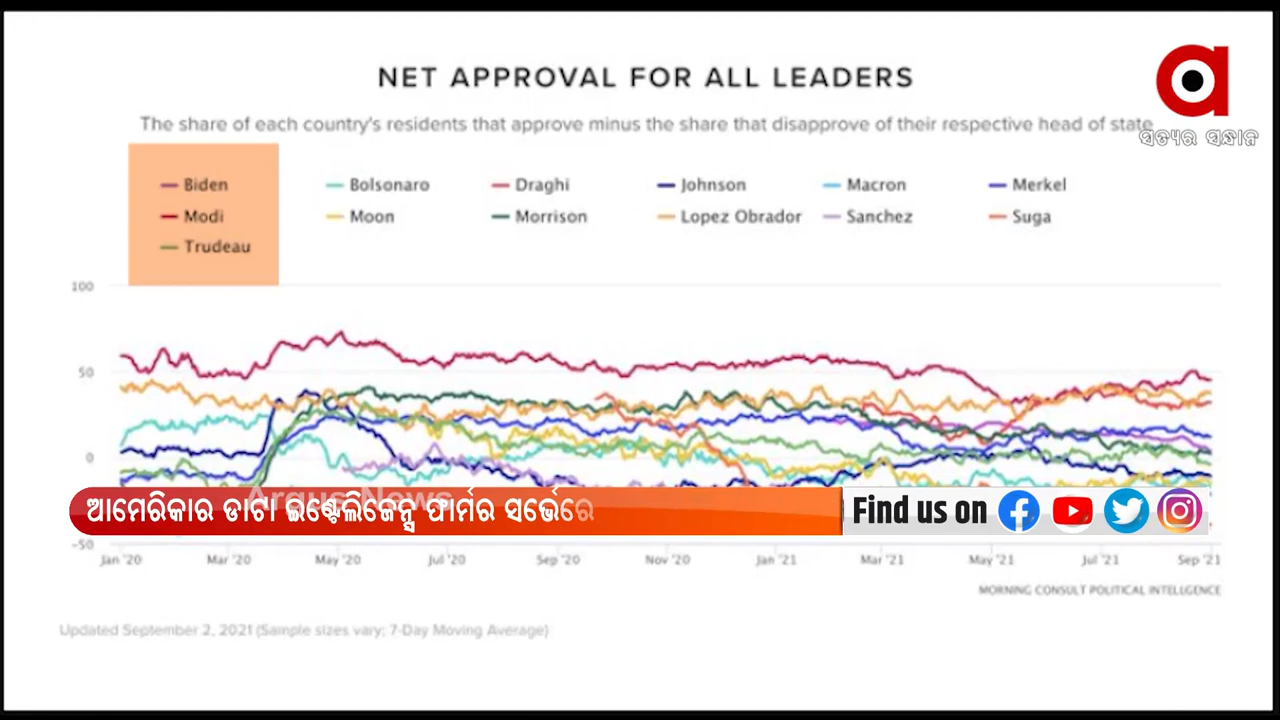 NET APPROVAL FOR ALL LEADERS
The share of each country's residents that approve minus the share that disapprove of their respective head of state
ସତ୍ୟର ସନ୍ଧାନ
Biden
Bolsonaro
Draghi
Johnson
Macron
Merkel
Modi
Moon
Morrison
Lopez Obrador
Sanchez
Suga
Trudeau
100
50
0
Argus News
ଆମେରିକାର ଡାଟା ଇଣ୍ଟେଲିଜେନ୍ସ ଫାର୍ମର ସର୍ଭେରେ
Find us on
-50
Jan '20 Mar '20 May '20 Jul '20 Sep '20 Nov '20 Jan '21 Mar '21 May '21 Jul '21 Sep '21
MORNING CONSULT POLITICAL INTELLGENCE
Updated September 2, 2021 (Sample sizes vary; 7-Day Moving Average)